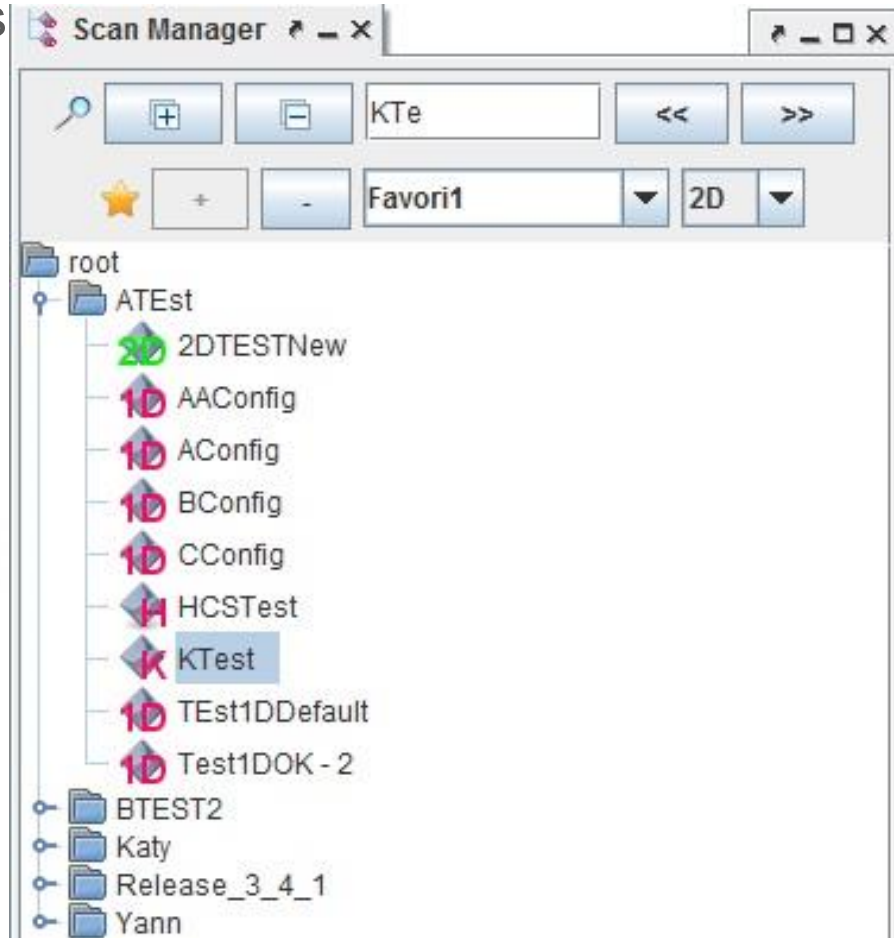 s
Scan Manager
KTe << >>
+ - Favori1 2D
root
ATEst
2D 2DTESTNew
1D AAConfig
1D AConfig
1D BConfig
1D CConfig
H HCSTest
K KTest
1D TEst1DDefault
1D Test1DOK - 2
BTEST2
Katy
Release_3_4_1
Yann